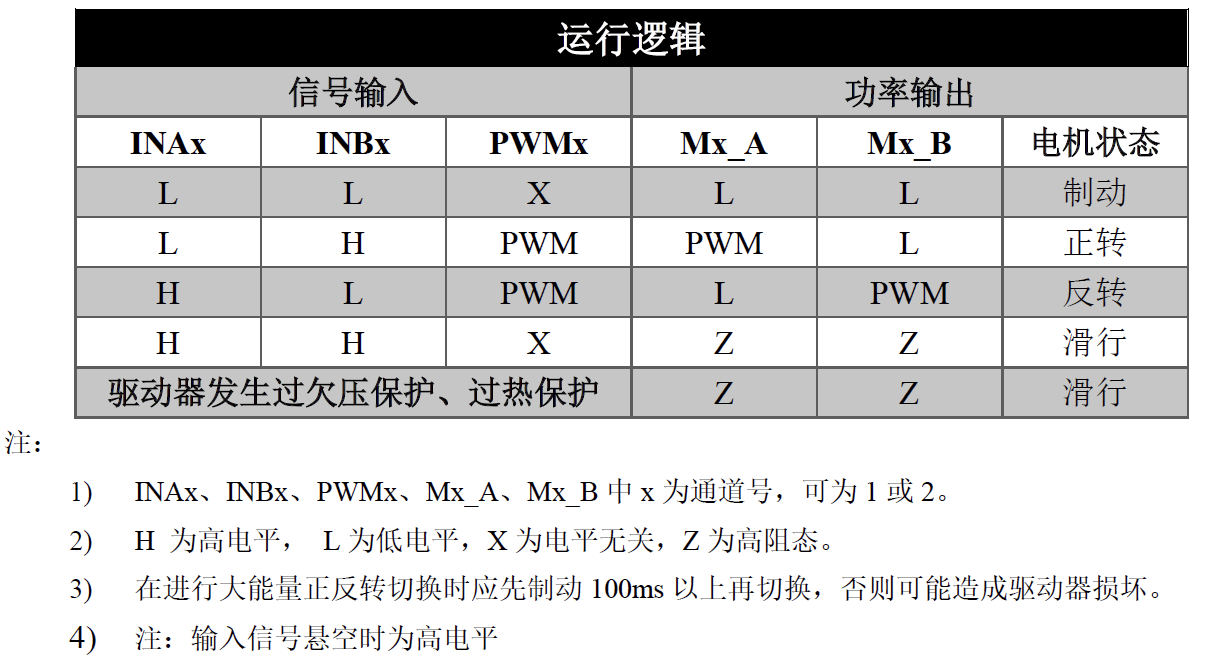 运行逻辑
信号输入 功率输出
INAx INBx PWMx Mx_A Mx_B 电机状态
L L X L L 制动
L H PWM PWM L 正转
H L PWM L PWM 反转
H H X Z Z 滑行
驱动器发生过欠压保护、过热保护 Z Z 滑行
注：
1) INAx、INBx、PWMx、Mx_A、Mx_B 中 x 为通道号，可为 1 或 2。
2) H 为高电平， L 为低电平，X 为电平无关，Z 为高阻态。
3) 在进行大能量正反转切换时应先制动 100ms 以上再切换，否则可能造成驱动器损坏。
4) 注：输入信号悬空时为高电平